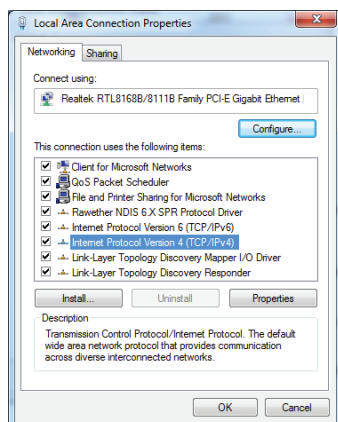 Local Area Connection Properties
Networking Sharing
Connect using:
Realtek RTL8168B/8111B Family PCI-E Gigabit Ethernet
Configure...
This connection uses the following items:
Client for Microsoft Networks
QoS Packet Scheduler
File and Printer Sharing for Microsoft Networks
Rawether NDIS 6.X SPR Protocol Driver
Internet Protocol Version 6 (TCP/IPv6)
Internet Protocol Version 4 (TCP/IPv4)
Link-Layer Topology Discovery Mapper I/O Driver
Link-Layer Topology Discovery Responder
Install... Uninstall Properties
Description
Transmission Control Protocol/Internet Protocol. The default
wide area network protocol that provides communication
across diverse interconnected networks.
OK Cancel